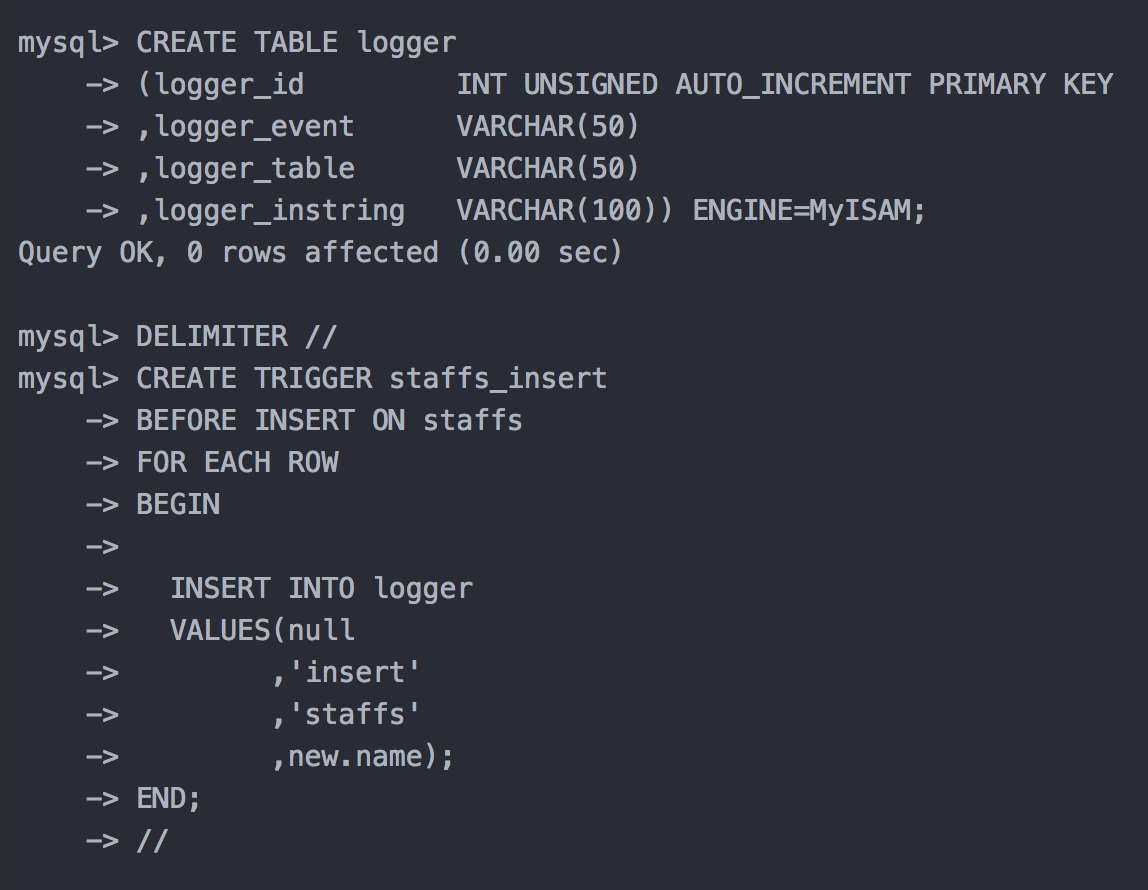 mysql> CREATE TABLE logger
    -> (logger_id         INT UNSIGNED AUTO_INCREMENT PRIMARY KEY
    -> ,logger_event      VARCHAR(50)
    -> ,logger_table      VARCHAR(50)
    -> ,logger_instring   VARCHAR(100)) ENGINE=MyISAM;
Query OK, 0 rows affected (0.00 sec)

mysql> DELIMITER //
mysql> CREATE TRIGGER staffs_insert
    -> BEFORE INSERT ON staffs
    -> FOR EACH ROW
    -> BEGIN
    ->
    ->   INSERT INTO logger
    ->   VALUES(null
    ->         ,'insert'
    ->         ,'staffs'
    ->         ,new.name);
    -> END;
    -> //